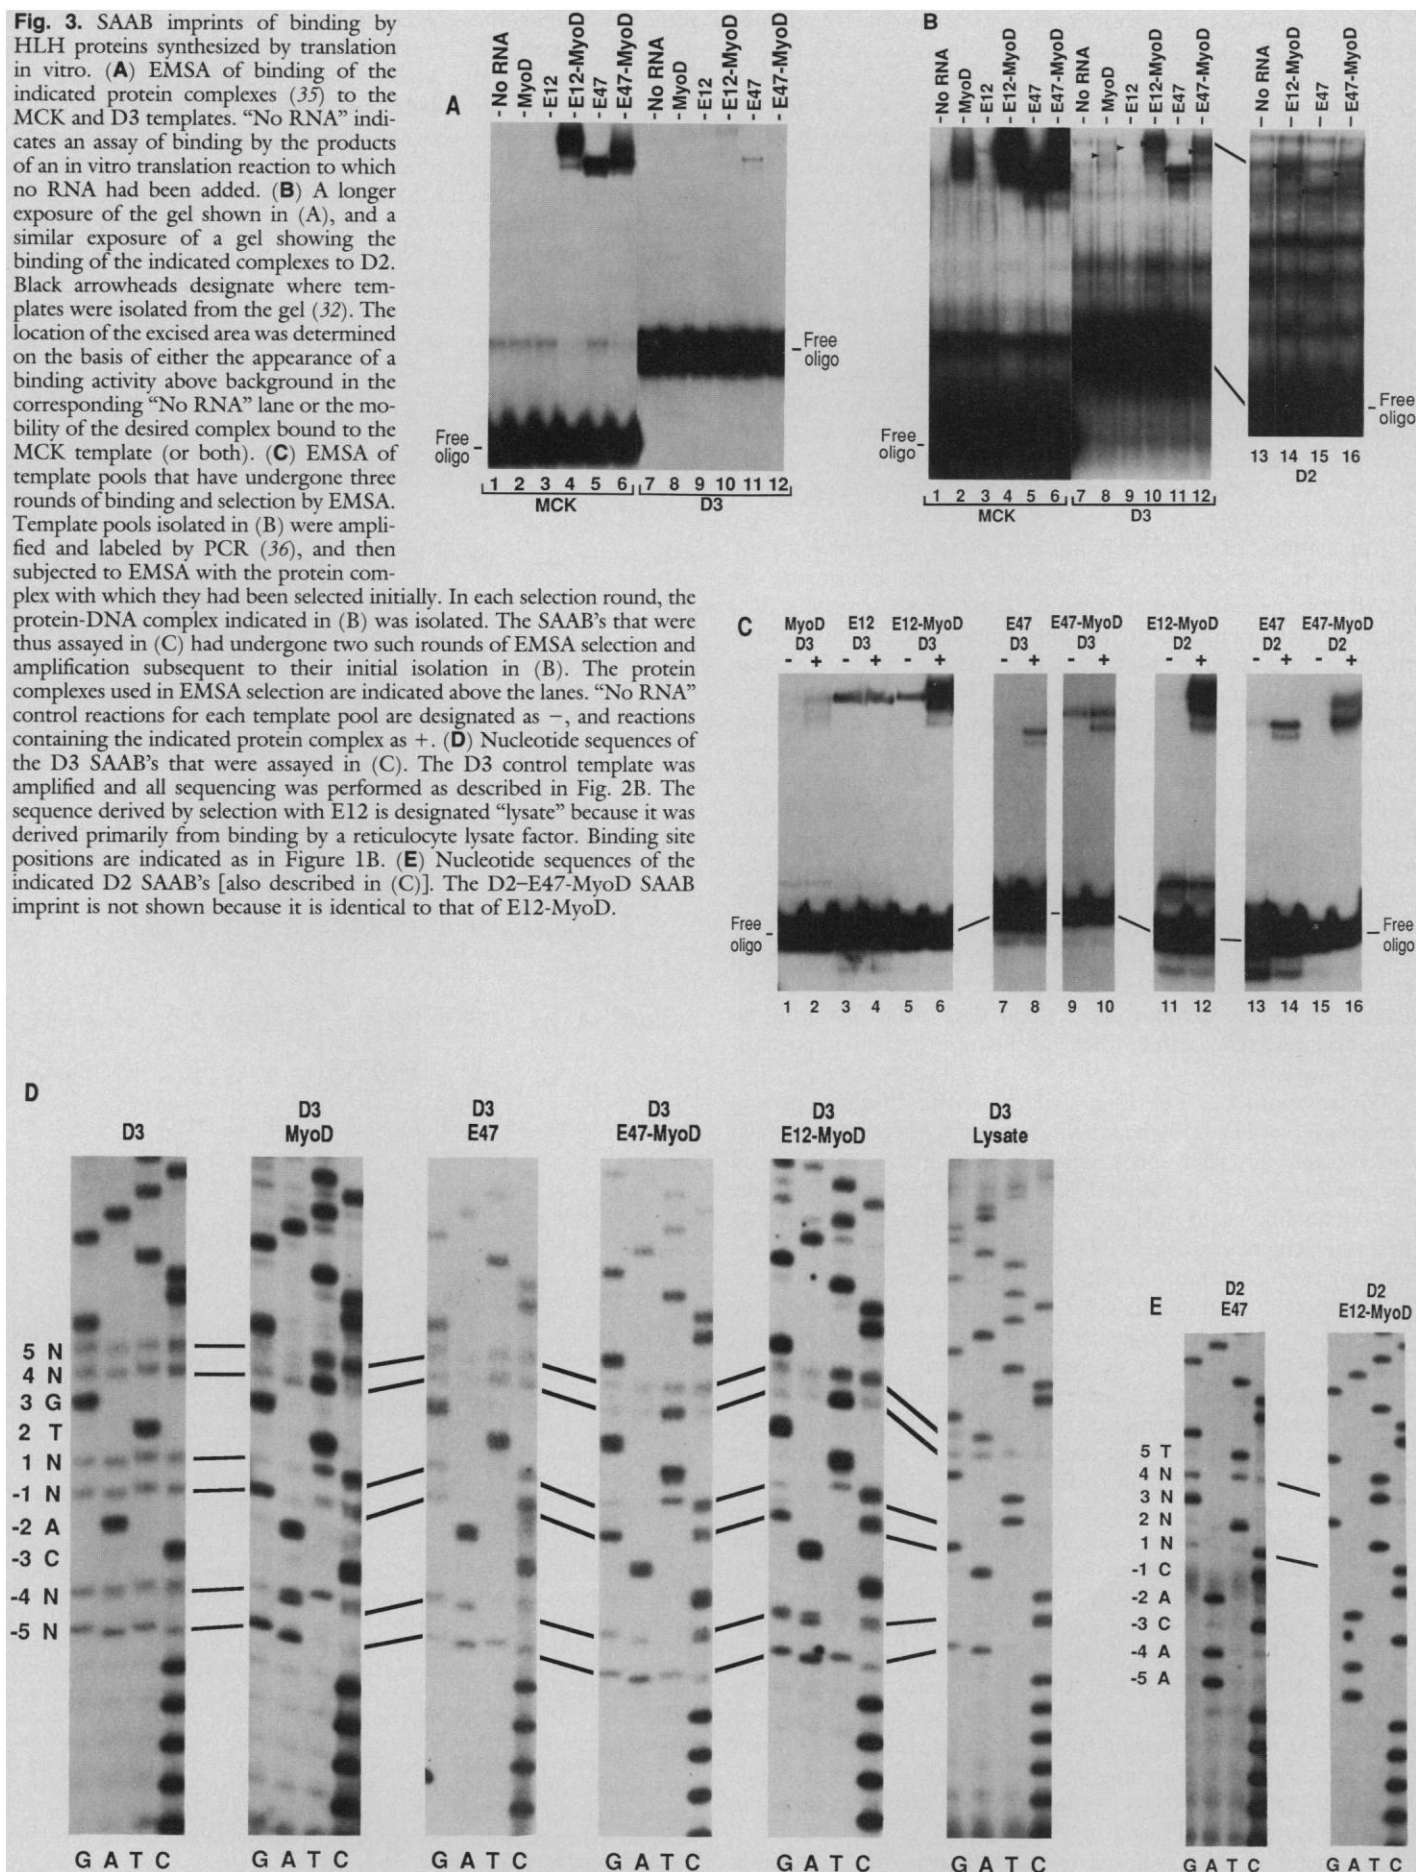 Fig. 3. SAAB imprints of binding by
HLH proteins synthesized by translation
in vitro. (A) EMSA of binding of the
indicated protein complexes (35) to the
MCK and D3 templates. “No RNA” indi-
cates an assay of binding by the products
of an in vitro translation reaction to which
no RNA had been added. (B) A longer
exposure of the gel shown in (A), and a
similar exposure of a gel showing the
binding of the indicated complexes to D2.
Black arrowheads designate where tem-
plates were isolated from the gel (32). The
location of the excised area was determined
on the basis of either the appearance of a
binding activity above background in the
corresponding “No RNA” lane or the mo-
bility of the desired complex bound to the
MCK template (or both). (C) EMSA of
template pools that have undergone three
rounds of binding and selection by EMSA.
Template pools isolated in (B) were ampli-
fied and labeled by PCR (36), and then
subjected to EMSA with the protein com-
plex with which they had been selected initially. In each selection round, the
protein-DNA complex indicated in (B) was isolated. The SAAB's that were
thus assayed in (C) had undergone two such rounds of EMSA selection and
amplification subsequent to their initial isolation in (B). The protein
complexes used in EMSA selection are indicated above the lanes. “No RNA”
control reactions for each template pool are designated as −, and reactions
containing the indicated protein complex as +. (D) Nucleotide sequences of
the D3 SAAB's that were assayed in (C). The D3 control template was
amplified and all sequencing was performed as described in Fig. 2B. The
sequence derived by selection with E12 is designated “lysate” because it was
derived primarily from binding by a reticulocyte lysate factor. Binding site
positions are indicated as in Figure 1B. (E) Nucleotide sequences of the
indicated D2 SAAB's [also described in (C)]. The D2–E47-MyoD SAAB
imprint is not shown because it is identical to that of E12-MyoD.
A
- No RNA
- MyoD
- E12
- E12-MyoD
- E47
- E47-MyoD
- No RNA
- MyoD
- E12
- E12-MyoD
- E47
- E47-MyoD
Free
oligo
Free
oligo
1 2 3 4 5 6 7 8 9 10 11 12
MCK D3
B
- No RNA
- MyoD
- E12
- E12-MyoD
- E47
- E47-MyoD
- No RNA
- MyoD
- E12
- E12-MyoD
- E47
- E47-MyoD
- No RNA
- E12-MyoD
- E47
- E47-MyoD
Free
oligo
Free
oligo
13 14 15 16
D2
1 2 3 4 5 6 7 8 9 10 11 12
MCK D3
C
MyoD E12 E12-MyoD E47 E47-MyoD E12-MyoD E47 E47-MyoD
D3 D3 D3 D3 D3 D2 D2 D2
- + - + - + - + - + - + - + - +
Free
oligo
Free
oligo
1 2 3 4 5 6 7 8 9 10 11 12 13 14 15 16
D
D3
D3
MyoD
D3
E47
D3
E47-MyoD
D3
E12-MyoD
D3
Lysate
5 N
4 N
3 G
2 T
1 N
-1 N
-2 A
-3 C
-4 N
-5 N
G A T C G A T C G A T C G A T C G A T C G A T C
E
D2
E47
D2
E12-MyoD
5 T
4 N
3 N
2 N
1 N
-1 C
-2 A
-3 C
-4 A
-5 A
G A T C G A T C